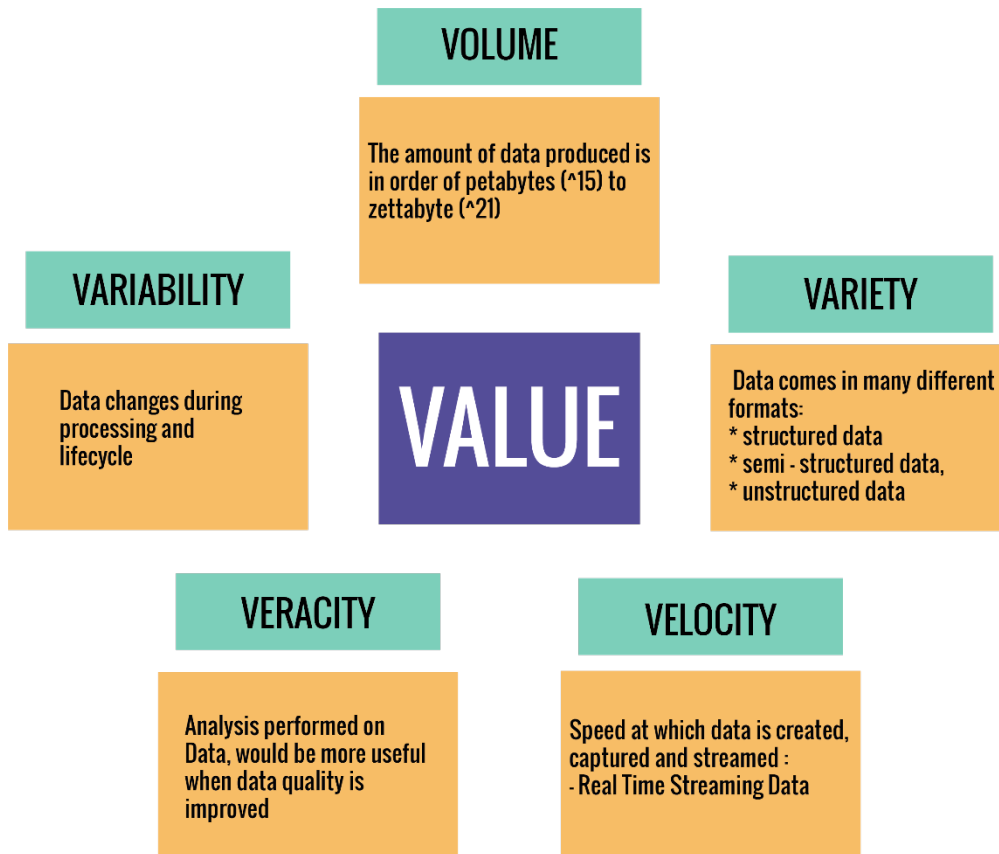 VOLUME
The amount of data produced is
in order of petabytes (^15) to
zettabyte (^21)
VARIABILITY
Data changes during
processing and
lifecycle
VALUE
VARIETY
Data comes in many different
formats:
* structured data
* semi - structured data,
* unstructured data
VERACITY
Analysis performed on
Data, would be more useful
when data quality is
improved
VELOCITY
Speed at which data is created,
captured and streamed :
- Real Time Streaming Data